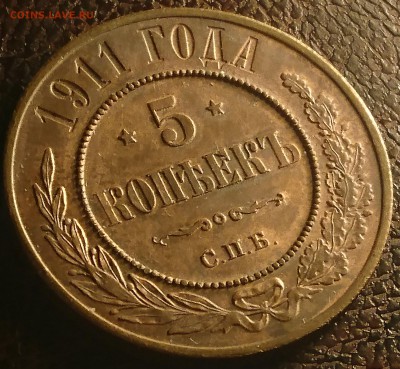 COINS.LAVE.RU
1911 ГОДА
5
КОПѢЕКЪ
С.П.Б.